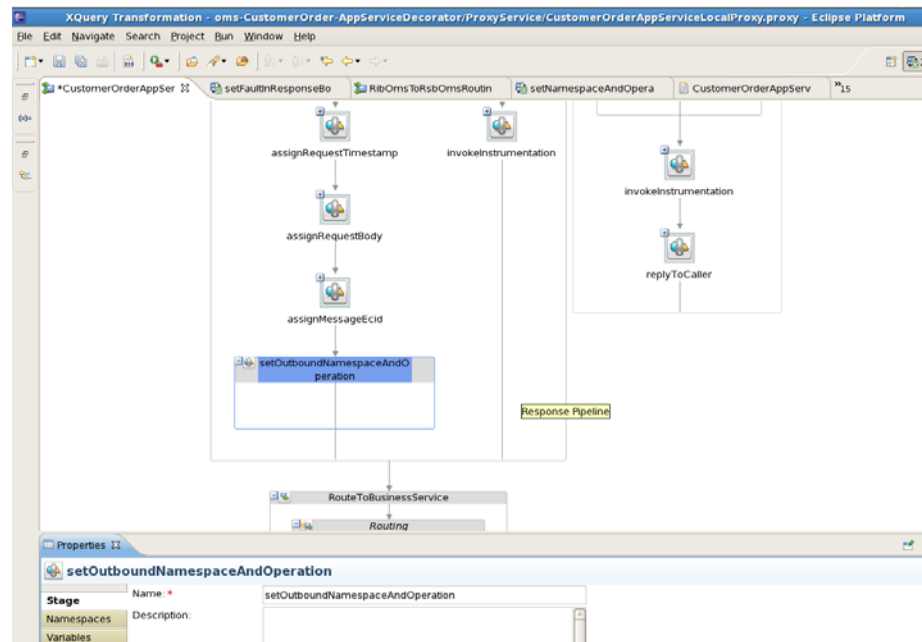 XQuery Transformation - oms-CustomerOrder-AppServiceDecorator/ProxyService/CustomerOrderAppServiceLocalProxy.proxy - Eclipse Platform
File Edit Navigate Search Project Run Window Help
*CustomerOrderAppSer
setFaultInResponseBo
RibOmsToRsbOmsRoutin
setNamespaceAndOpera
CustomerOrderAppServ
»15
assignRequestTimestamp
invokeInstrumentation
invokeInstrumentation
assignRequestBody
replyToCaller
assignMessageEcid
setOutboundNamespaceAndO
peration
Response Pipeline
RouteToBusinessService
Routing
Properties
setOutboundNamespaceAndOperation
Stage
Name: *
setOutboundNamespaceAndOperation
Namespaces
Description:
Variables